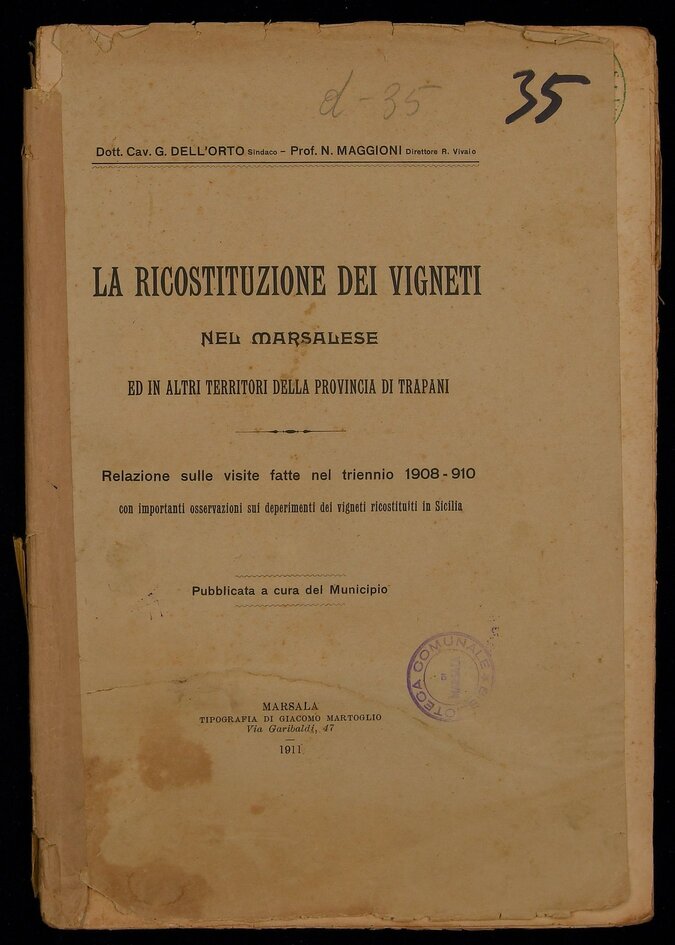 d-35
35
Dott. Cav. G. DELL'ORTO Sindaco - Prof. N. MAGGIONI Direttore R. Vivaio
LA RICOSTITUZIONE DEI VIGNETI
NEL MARSALESE
ED IN ALTRI TERRITORI DELLA PROVINCIA DI TRAPANI
Relazione sulle visite fatte nel triennio 1908-910
con importanti osservazioni sui deperimenti dei vigneti ricostituiti in Sicilia
Pubblicata a cura del Municipio
COMUNALE
MARSALA
TIPOGRAFIA DI GIACOMO MARTOGLIO
Via Garibaldi, 47
1911